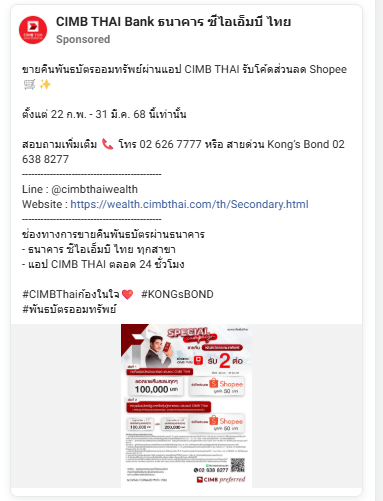 CIMB THAI Bank ธนาคาร ซีไอเอ็มบี ไทย
Sponsored
ขายคืนพันธบัตรออมทรัพย์ผ่านแอป CIMB THAI รับโค้ดส่วนลด Shopee
🛒 ✨
ตั้งแต่ 22 ก.พ. - 31 มี.ค. 68 นี้เท่านั้น
สอบถามเพิ่มเติม 📞 โทร 02 626 7777 หรือ สายด่วน Kong's Bond 02
638 8277
----------------------------------------------
Line : @cimbthaiwealth
Website : https://wealth.cimbthai.com/th/Secondary.html
----------------------------------------------
ช่องทางการขายคืนพันธบัตรผ่านธนาคาร
- ธนาคาร ซีไอเอ็มบี ไทย ทุกสาขา
- แอป CIMB THAI ตลอด 24 ชั่วโมง
#CIMBThaiก้องในใจ❤️ #KONGsBOND
#พันธบัตรออมทรัพย์
SPECIAL
campaign
รับ 2 ต่อ
100,000 บาท
Shopee
50 บาท
100,000
200,000
Shopee
50 บาท
02 638 8277
CIMB preferred